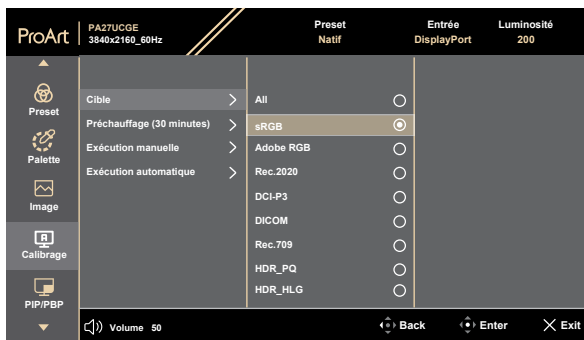 ProArt
PA27UCGE
3840x2160_60Hz
Preset
Natif
Entrée
DisplayPort
Luminosité
200
Preset
Palette
Image
Calibrage
PIP/PBP
Cible
Préchauffage (30 minutes)
Exécution manuelle
Exécution automatique
All
sRGB
Adobe RGB
Rec.2020
DCI-P3
DICOM
Rec.709
HDR_PQ
HDR_HLG
Volume 50
Back
Enter
Exit